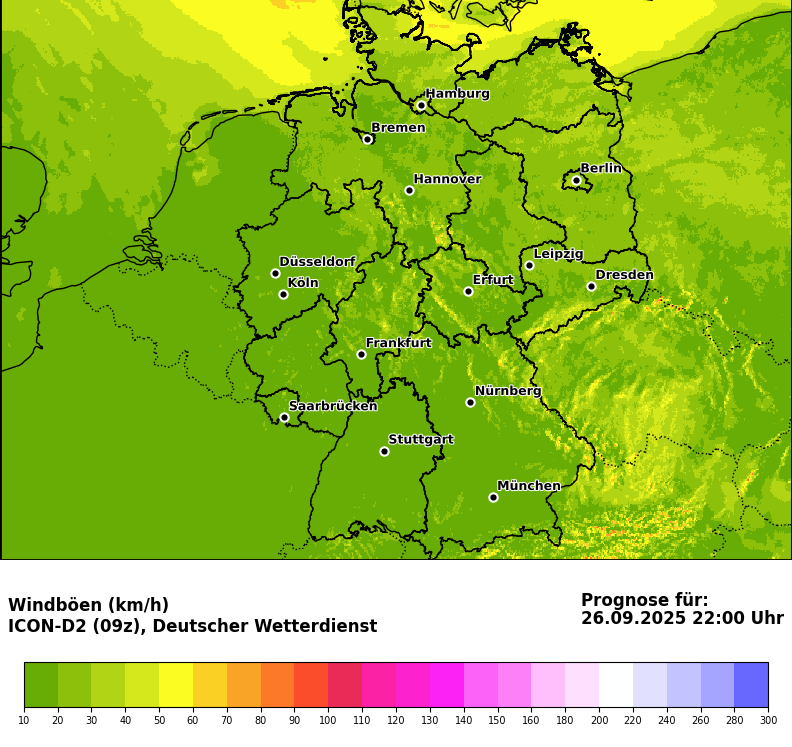 Hamburg
Bremen
Berlin
Hannover
Leipzig
Düsseldorf
Dresden
Köln
Erfurt
Frankfurt
Nürnberg
Saarbrücken
Stuttgart
München
Windböen (km/h)
ICON-D2 (09z), Deutscher Wetterdienst
Prognose für:
26.09.2025 22:00 Uhr
10 20 30 40 50 60 70 80 90 100 110 120 130 140 150 160 180 200 220 240 260 280 300